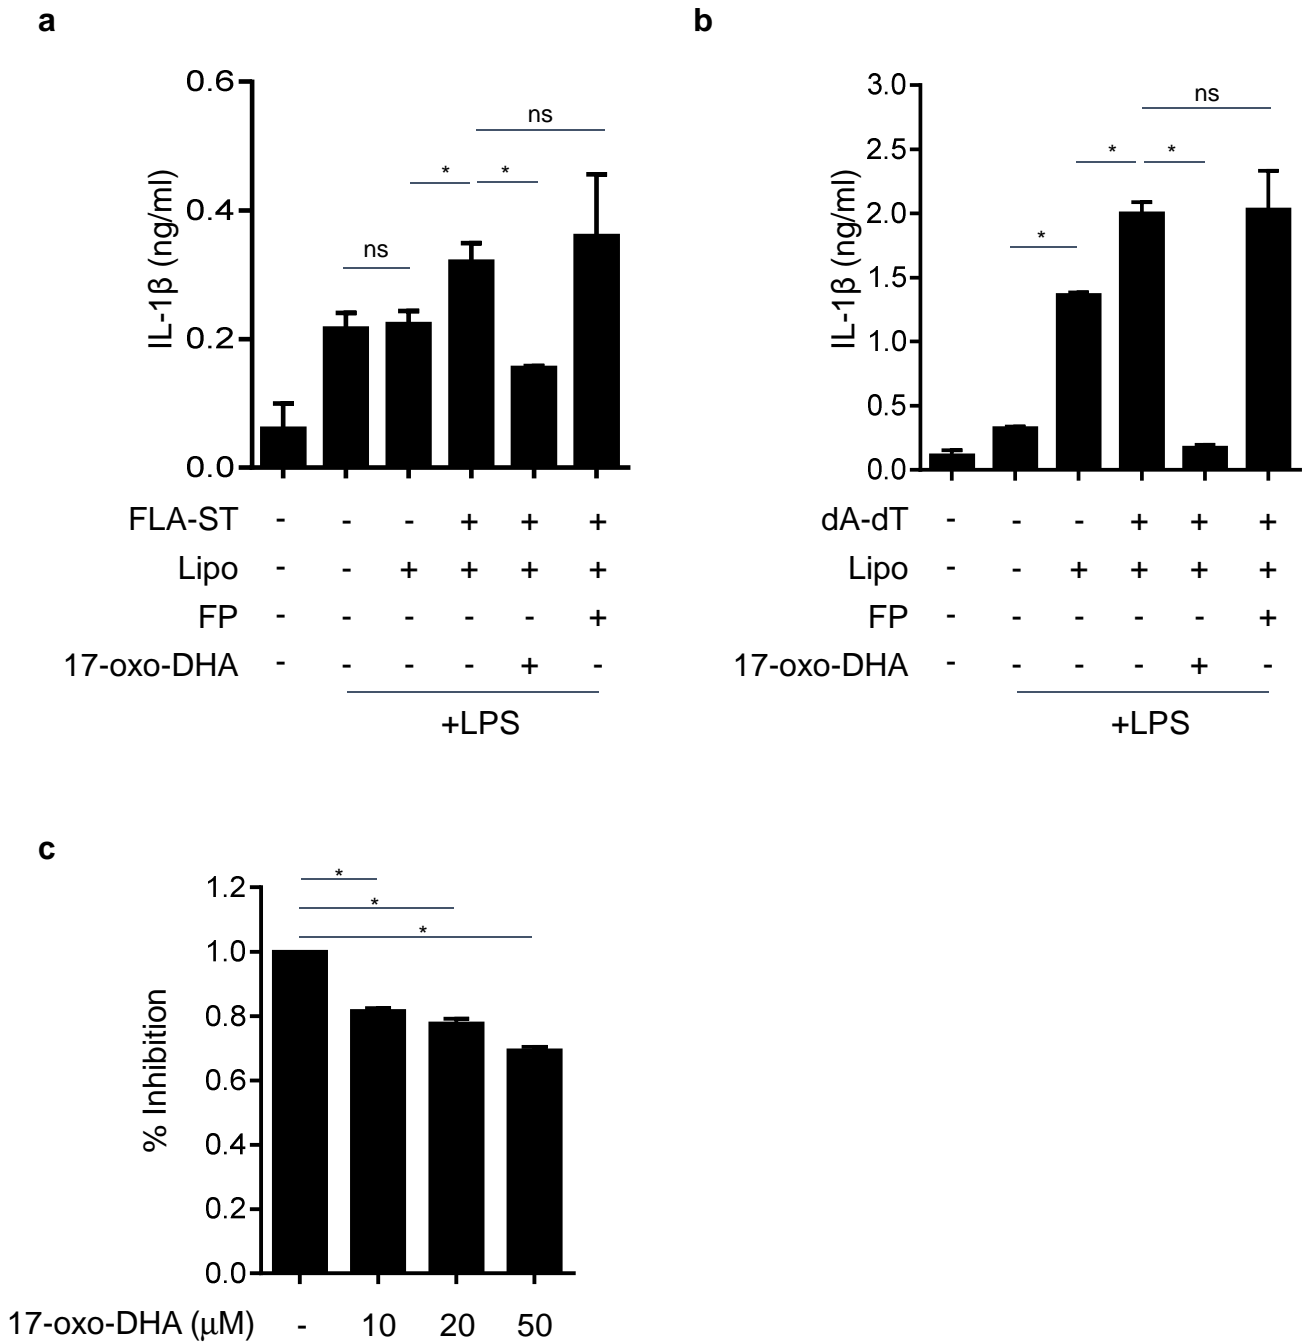 a
IL-1β (ng/ml)
0.6
0.4
0.2
0.0
ns
*
*
ns
FLA-ST - - - + + +
Lipo - - + + + +
FP - - - - - +
17-oxo-DHA - - - - + -
+LPS
b
IL-1β (ng/ml)
3.0
2.5
2.0
1.5
1.0
0.5
0.0
*
*
*
ns
dA-dT - - - + + +
Lipo - - + + + +
FP - - - - - +
17-oxo-DHA - - - - + -
+LPS
c
% Inhibition
1.2
1.0
0.8
0.6
0.4
0.2
0.0
*
*
*
17-oxo-DHA (μM) - 10 20 50